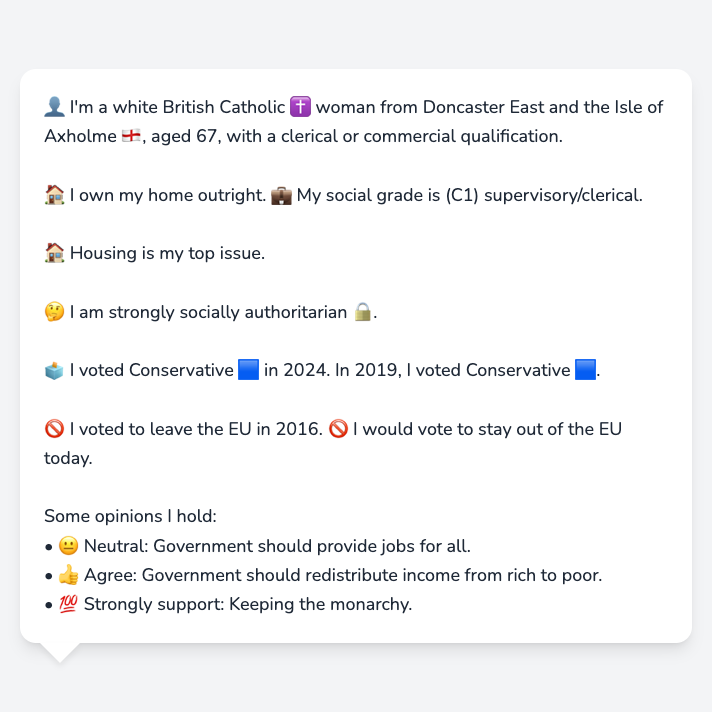 👤 I'm a white British Catholic ✝️ woman from Doncaster East and the Isle of
Axholme 🏴󠁧󠁢󠁥󠁮󠁧󠁿, aged 67, with a clerical or commercial qualification.
🏠 I own my home outright. 💼 My social grade is (C1) supervisory/clerical.
🏠 Housing is my top issue.
🤔 I am strongly socially authoritarian 🔒.
🗳️ I voted Conservative 🟦 in 2024. In 2019, I voted Conservative 🟦.
🚫 I voted to leave the EU in 2016. 🚫 I would vote to stay out of the EU
today.
Some opinions I hold:
• 😐 Neutral: Government should provide jobs for all.
• 👍 Agree: Government should redistribute income from rich to poor.
• 💯 Strongly support: Keeping the monarchy.